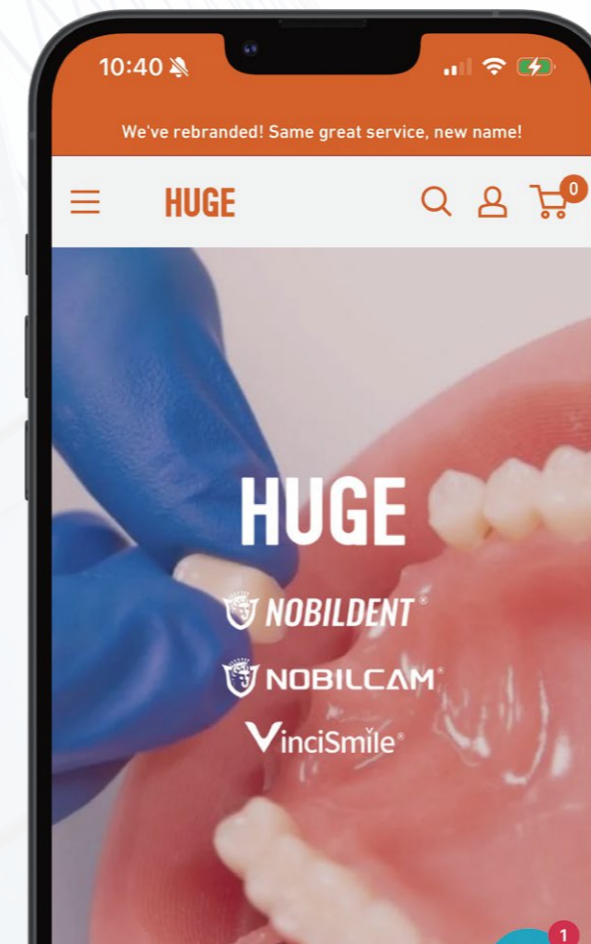 10:40
We've rebranded! Same great service, new name!
HUGE
0
HUGE
NOBILDENT®
NOBILCAM®
VinciSmile®
1